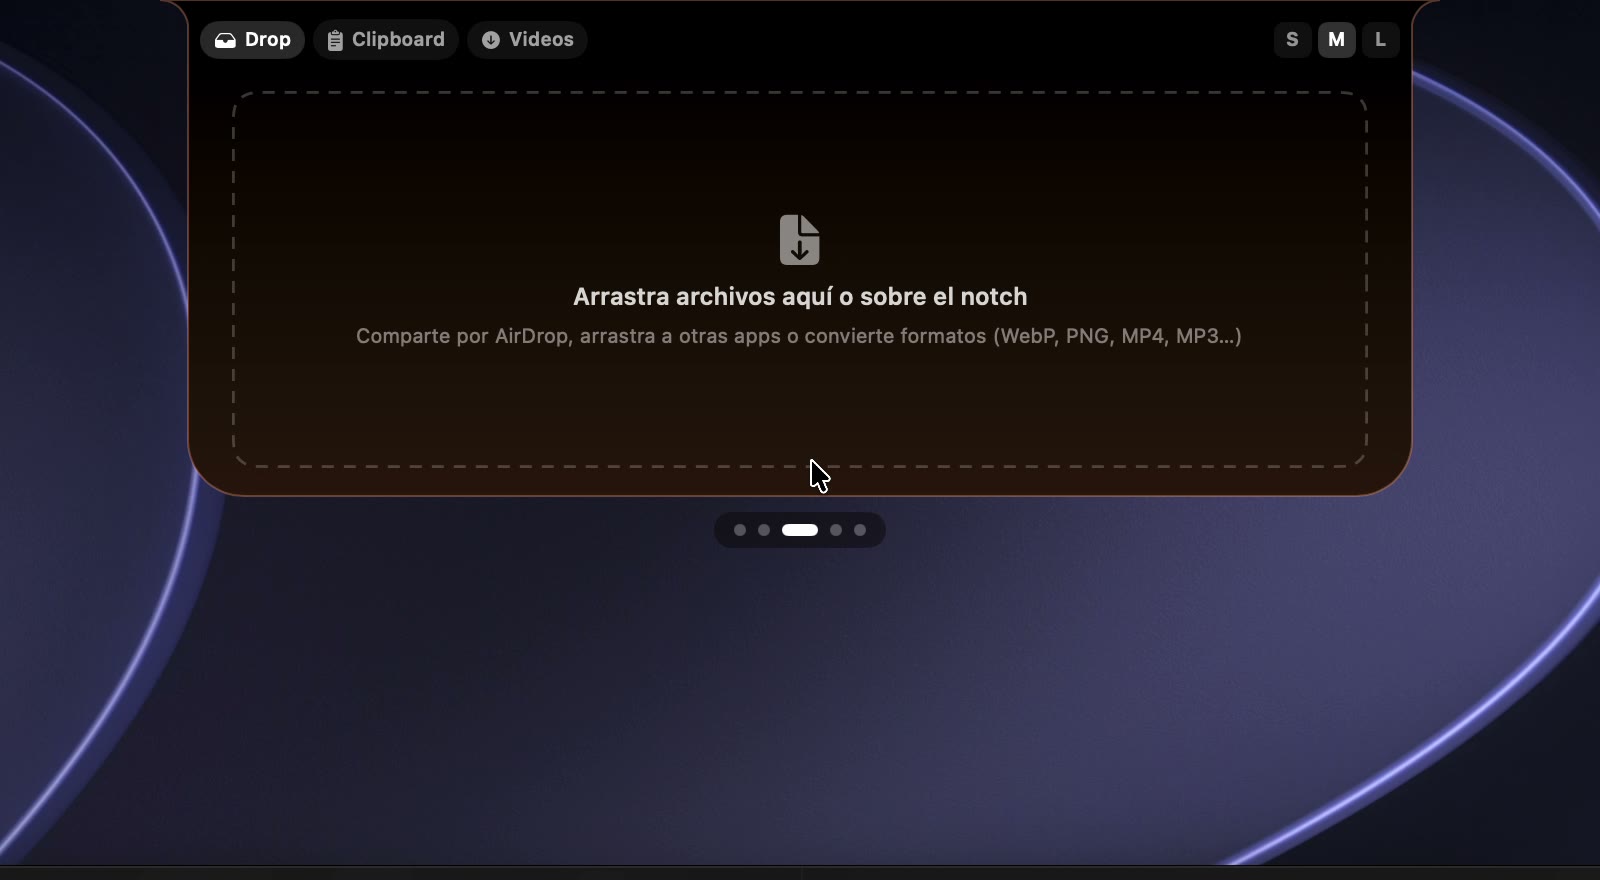 Drop Clipboard Videos S M L
Arrastra archivos aquí o sobre el notch
Comparte por AirDrop, arrastra a otras apps o convierte formatos (WebP, PNG, MP4, MP3...)